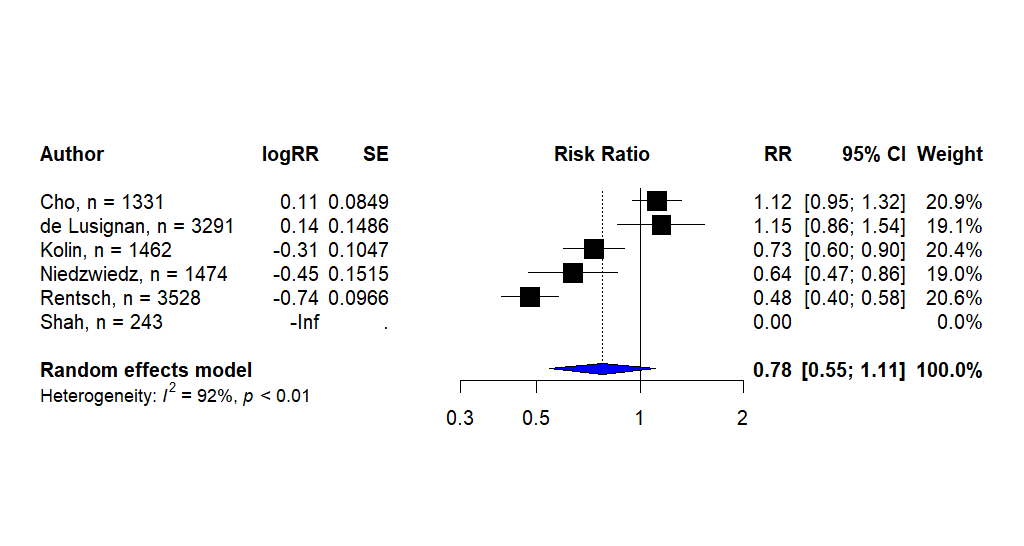 Author logRR SE Risk Ratio RR 95% CI Weight
Cho, n = 1331 0.11 0.0849 1.12 [0.95; 1.32] 20.9%
de Lusignan, n = 3291 0.14 0.1486 1.15 [0.86; 1.54] 19.1%
Kolin, n = 1462 -0.31 0.1047 0.73 [0.60; 0.90] 20.4%
Niedzwiedz, n = 1474 -0.45 0.1515 0.64 [0.47; 0.86] 19.0%
Rentsch, n = 3528 -0.74 0.0966 0.48 [0.40; 0.58] 20.6%
Shah, n = 243 -Inf . 0.00 0.0%
Random effects model 0.78 [0.55; 1.11] 100.0%
Heterogeneity: I² = 92%, p < 0.01
0.3 0.5 1 2